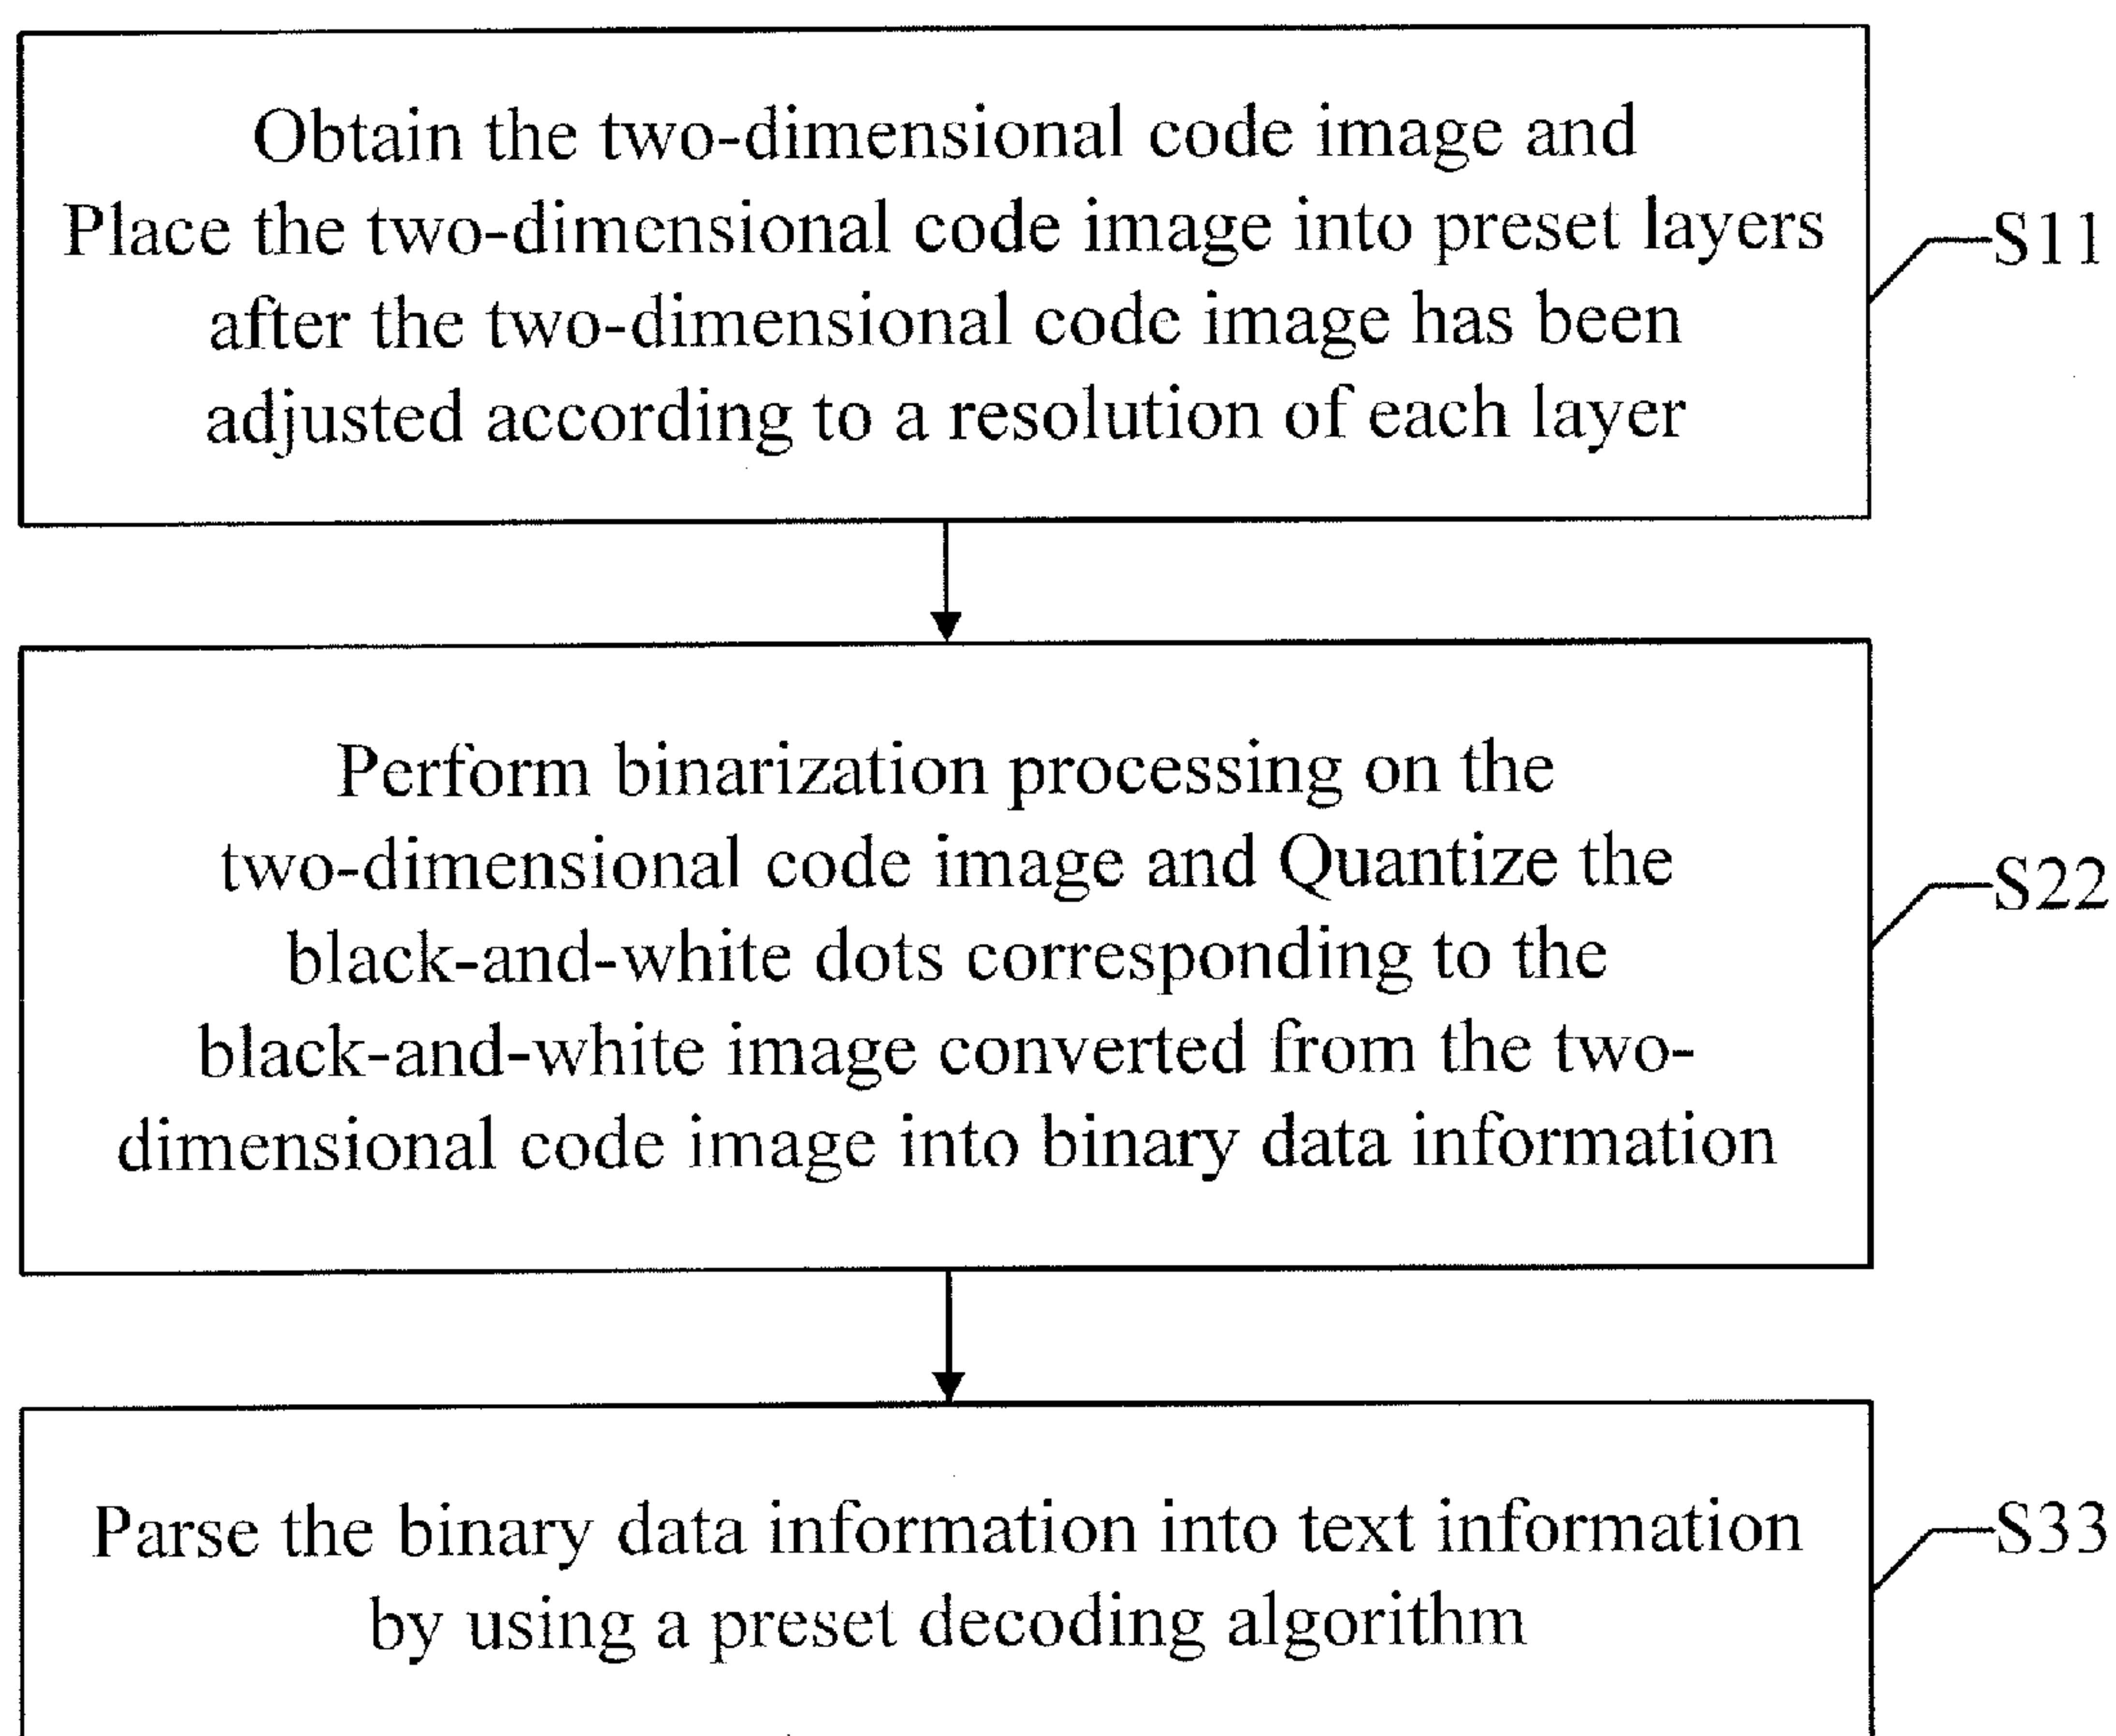 Obtain the two-dimensional code image and
Place the two-dimensional code image into preset layers
after the two-dimensional code image has been
adjusted according to a resolution of each layer
S11
Perform binarization processing on the
two-dimensional code image and Quantize the
black-and-white dots corresponding to the
black-and-white image converted from the two-
dimensional code image into binary data information
S22
Parse the binary data information into text information
by using a preset decoding algorithm
S33